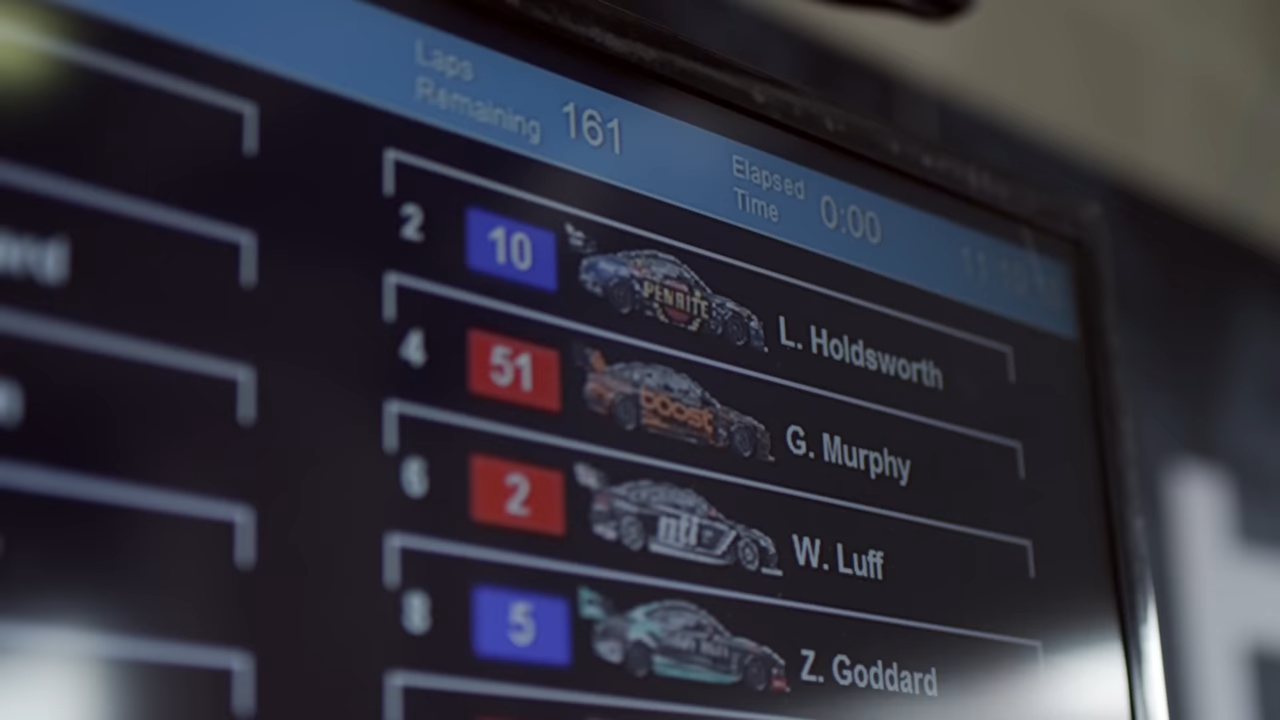 Laps
Remaining 161
Elapsed
Time 0:00
2 10 PENRITE L. Holdsworth
4 51 boost G. Murphy
6 2 nti W. Luff
8 5 Z. Goddard